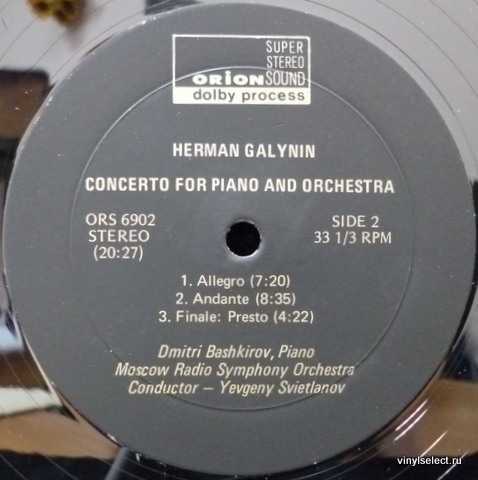 SUPER
STEREO
ORION SOUND
dolby process
HERMAN GALYNIN
CONCERTO FOR PIANO AND ORCHESTRA
ORS 6902
STEREO
(20:27)
SIDE 2
33 1/3 RPM
1. Allegro (7:20)
2. Andante (8:35)
3. Finale: Presto (4:22)
Dmitri Bashkirov, Piano
Moscow Radio Symphony Orchestra
Conductor – Yevgeny Svietlanov
vinylselect.ru